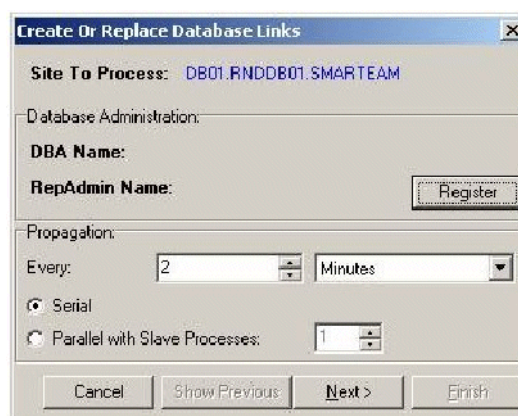 Create Or Replace Database Links
Site To Process: DB01.RNDDB01.SMARTEAM
Database Administration:
DBA Name:
RepAdmin Name:
Register
Propagation:
Every: 2 Minutes
Serial
Parallel with Slave Processes: 1
Cancel Show Previous Next > Finish